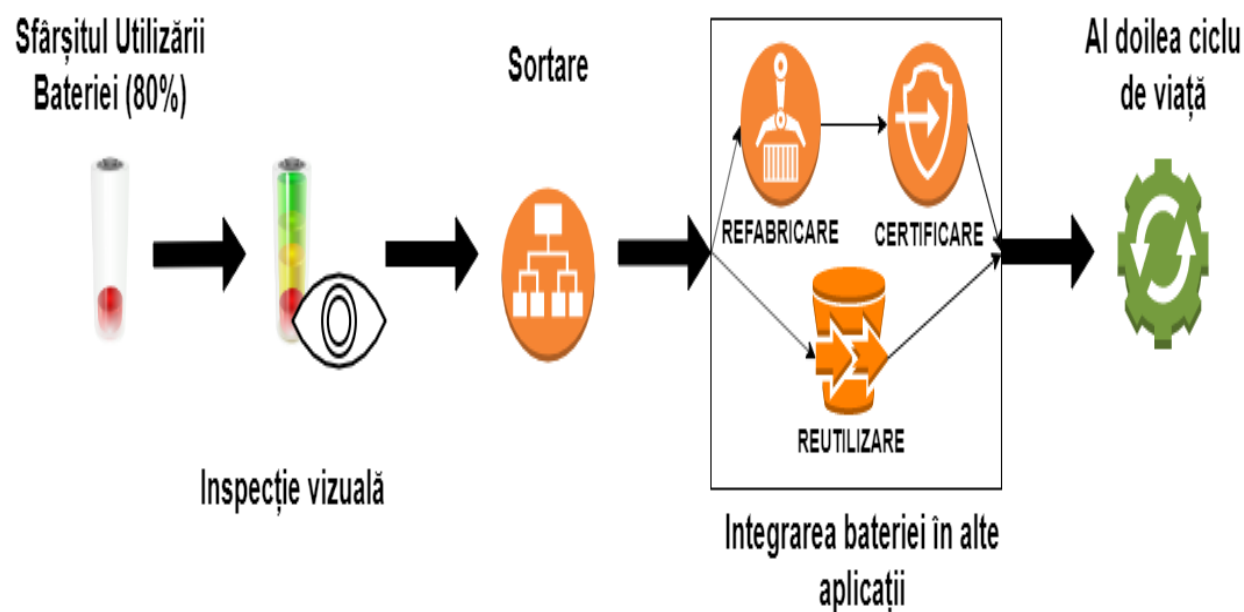 Sfârșitul Utilizării
Bateriei (80%)
Inspecție vizuală
Sortare
REFABRICARE
CERTIFICARE
REUTILIZARE
Integrarea bateriei în alte
aplicații
Al doilea ciclu
de viață